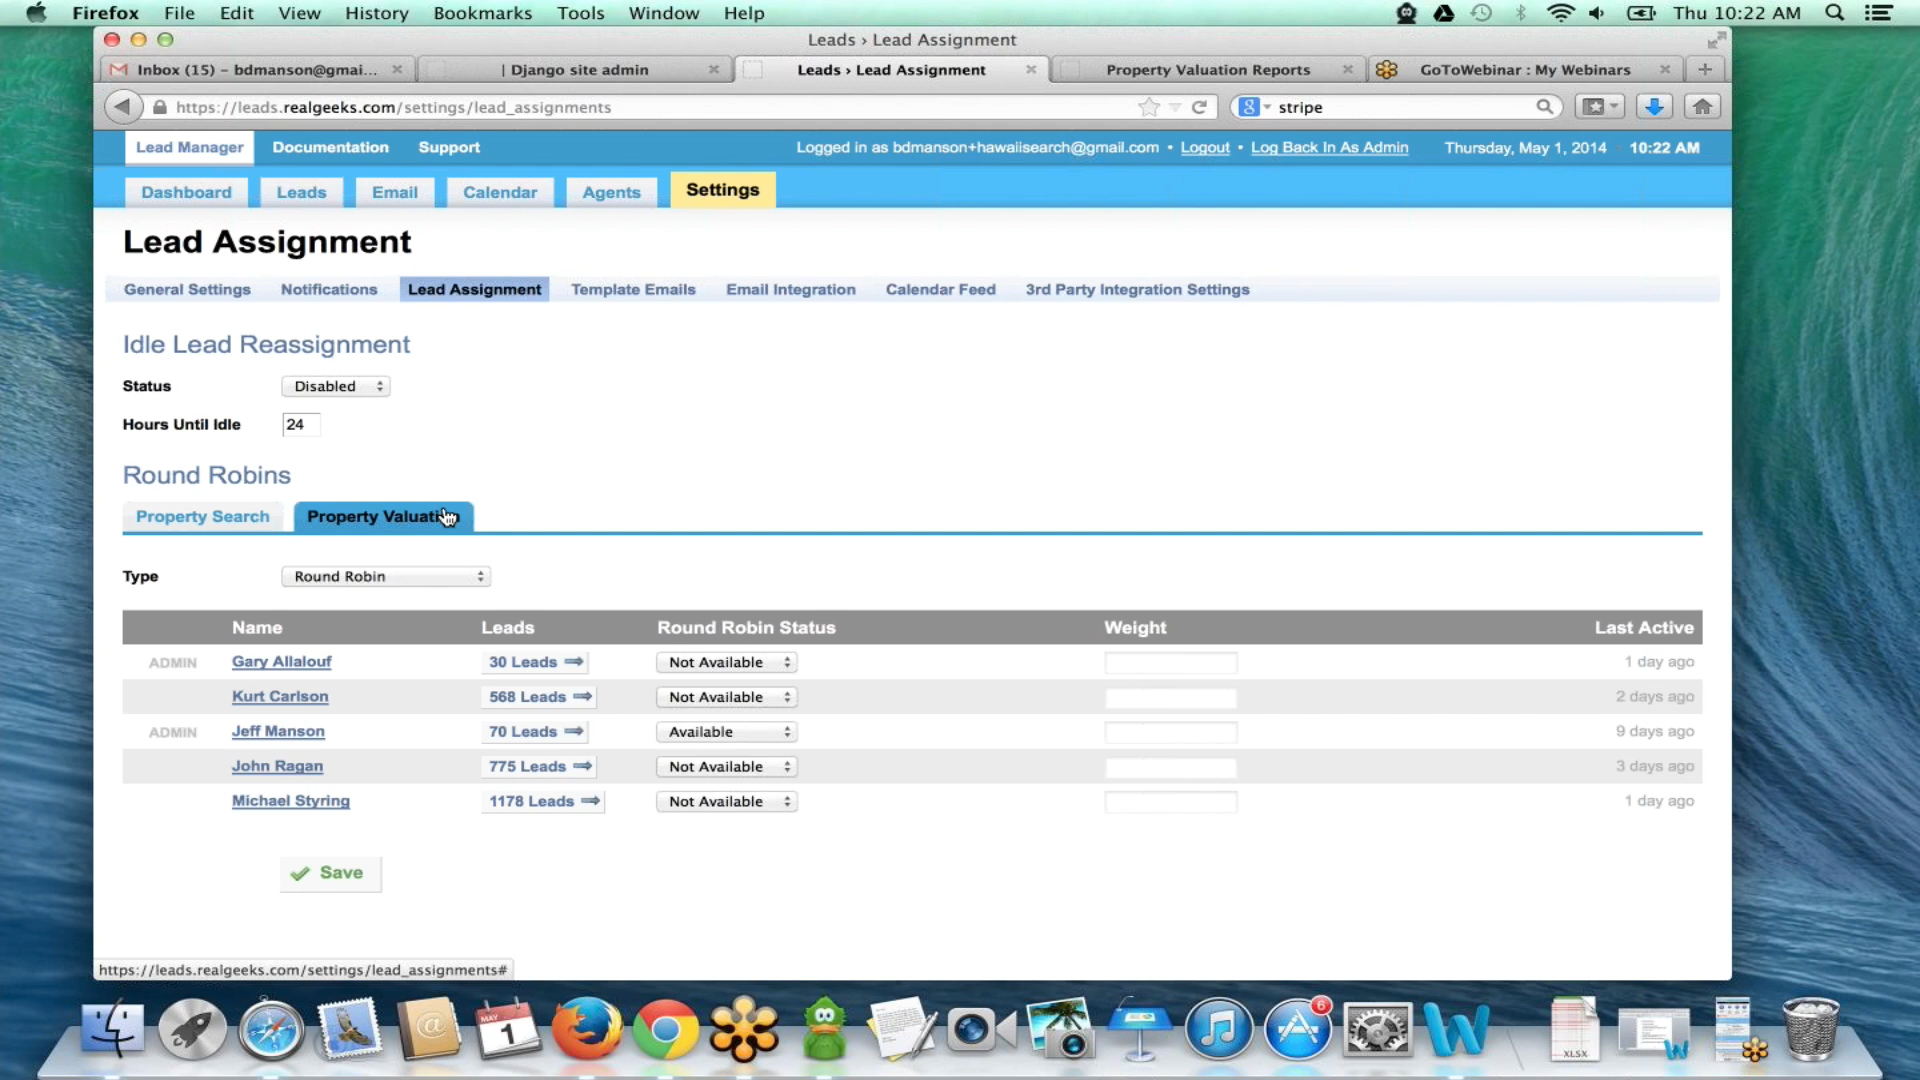 Firefox File Edit View History Bookmarks Tools Window Help Thu 10:22 AM
Leads › Lead Assignment
Inbox (15) – bdmanson@gmai... | Django site admin Leads › Lead Assignment Property Valuation Reports GoToWebinar : My Webinars
https://leads.realgeeks.com/settings/lead_assignments 8 stripe
Lead Manager Documentation Support Logged in as bdmanson+hawaiisearch@gmail.com • Logout • Log Back In As Admin Thursday, May 1, 2014 10:22 AM
Dashboard Leads Email Calendar Agents Settings
Lead Assignment
General Settings Notifications Lead Assignment Template Emails Email Integration Calendar Feed 3rd Party Integration Settings
Idle Lead Reassignment
Status Disabled
Hours Until Idle 24
Round Robins
Property Search Property
Type Round Robin
Name Leads Round Robin Status Weight Last Active
ADMIN Gary Allalouf 30 Leads Not Available 1 day ago
Kurt Carlson 568 Leads Not Available 2 days ago
ADMIN Jeff Manson 70 Leads Available 9 days ago
John Ragan 775 Leads Not Available 3 days ago
Michael Styring 1178 Leads Not Available 1 day ago
Save
https://leads.realgeeks.com/settings/lead_assignments#
MAY
1
6
XLSX